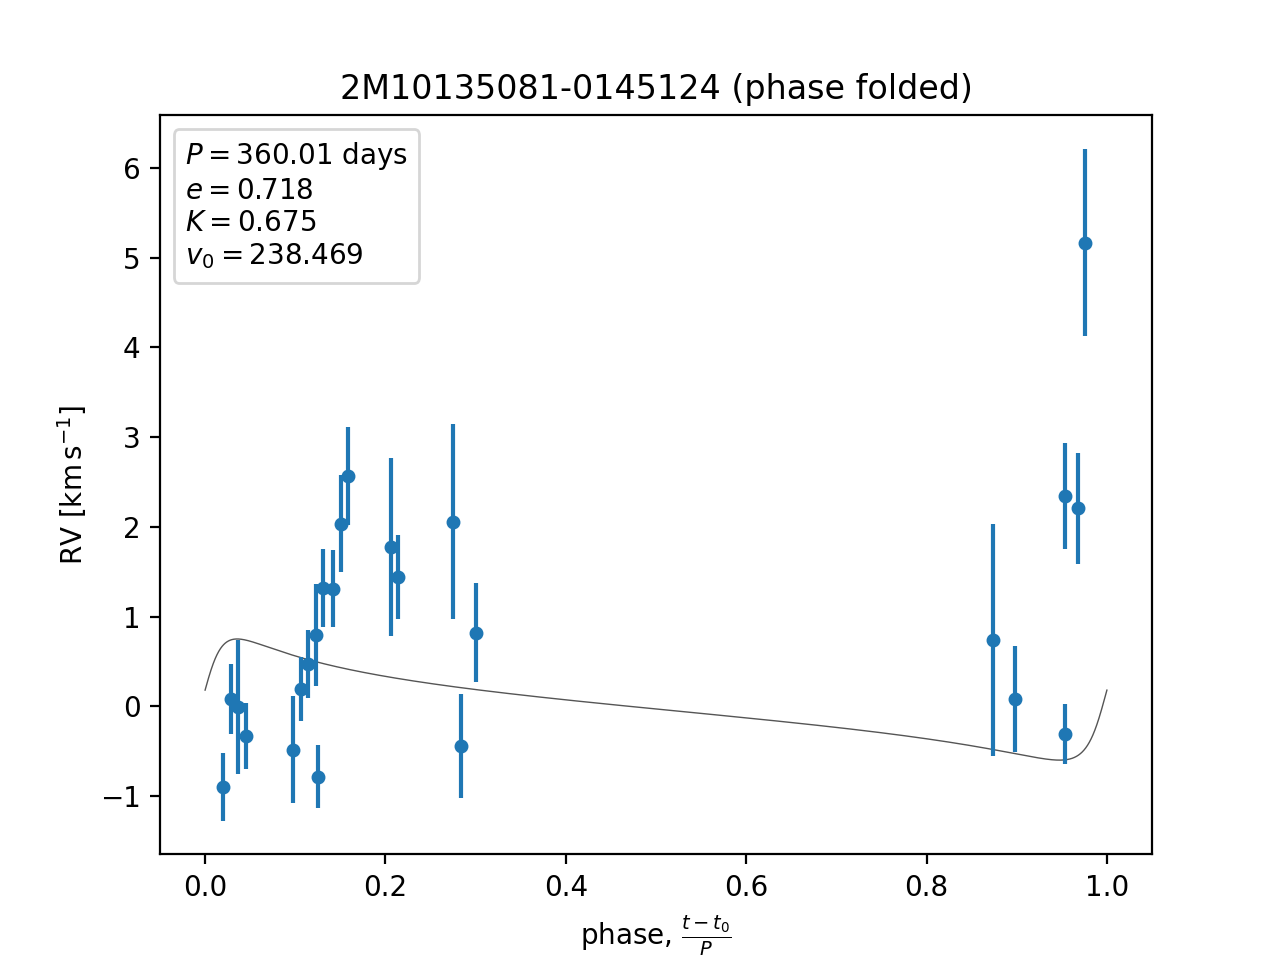 2M10135081-0145124 (phase folded)
P = 360.01 days
e = 0.718
K = 0.675
v₀ = 238.469
6
5
4
3
2
1
0
−1
RV [km s⁻¹]
0.0 0.2 0.4 0.6 0.8 1.0
phase, (t − t₀)/P